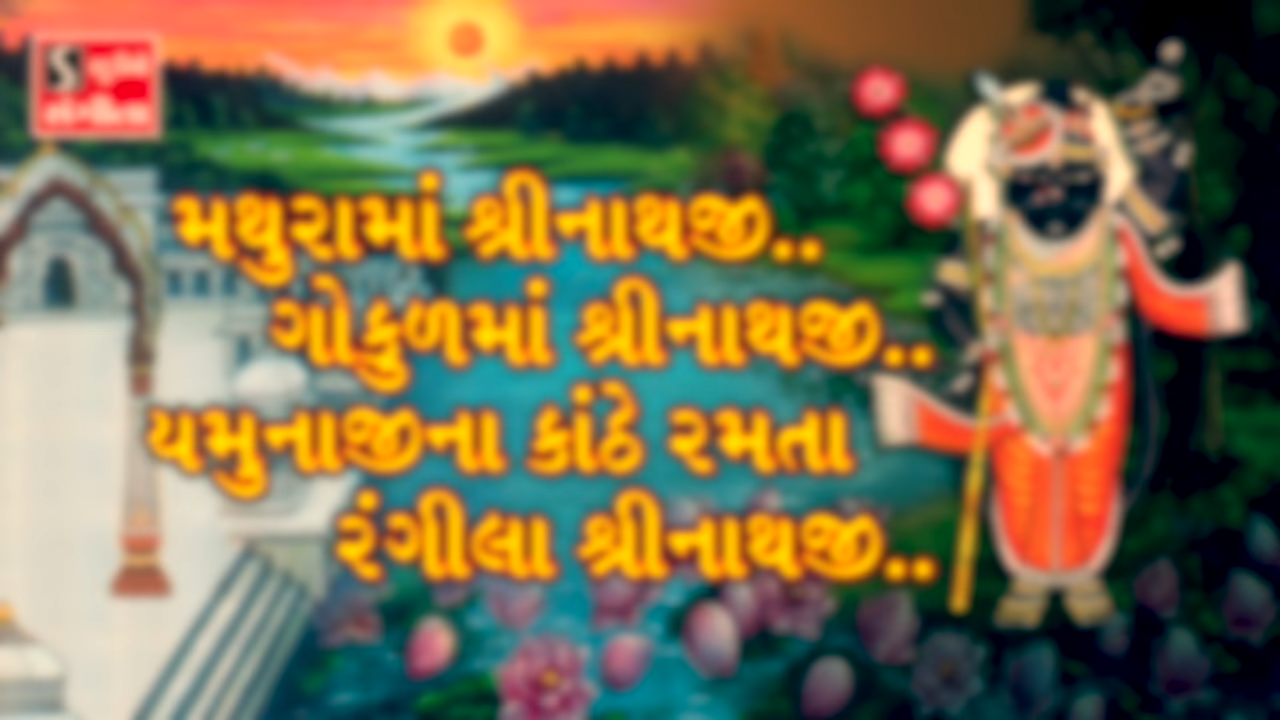 મથુરામાં શ્રીનાથજી..
ગોકુળમાં શ્રીનાથજી..
યમુનાજીના કાંઠે રમતા
રંગીલા શ્રીનાથજી..